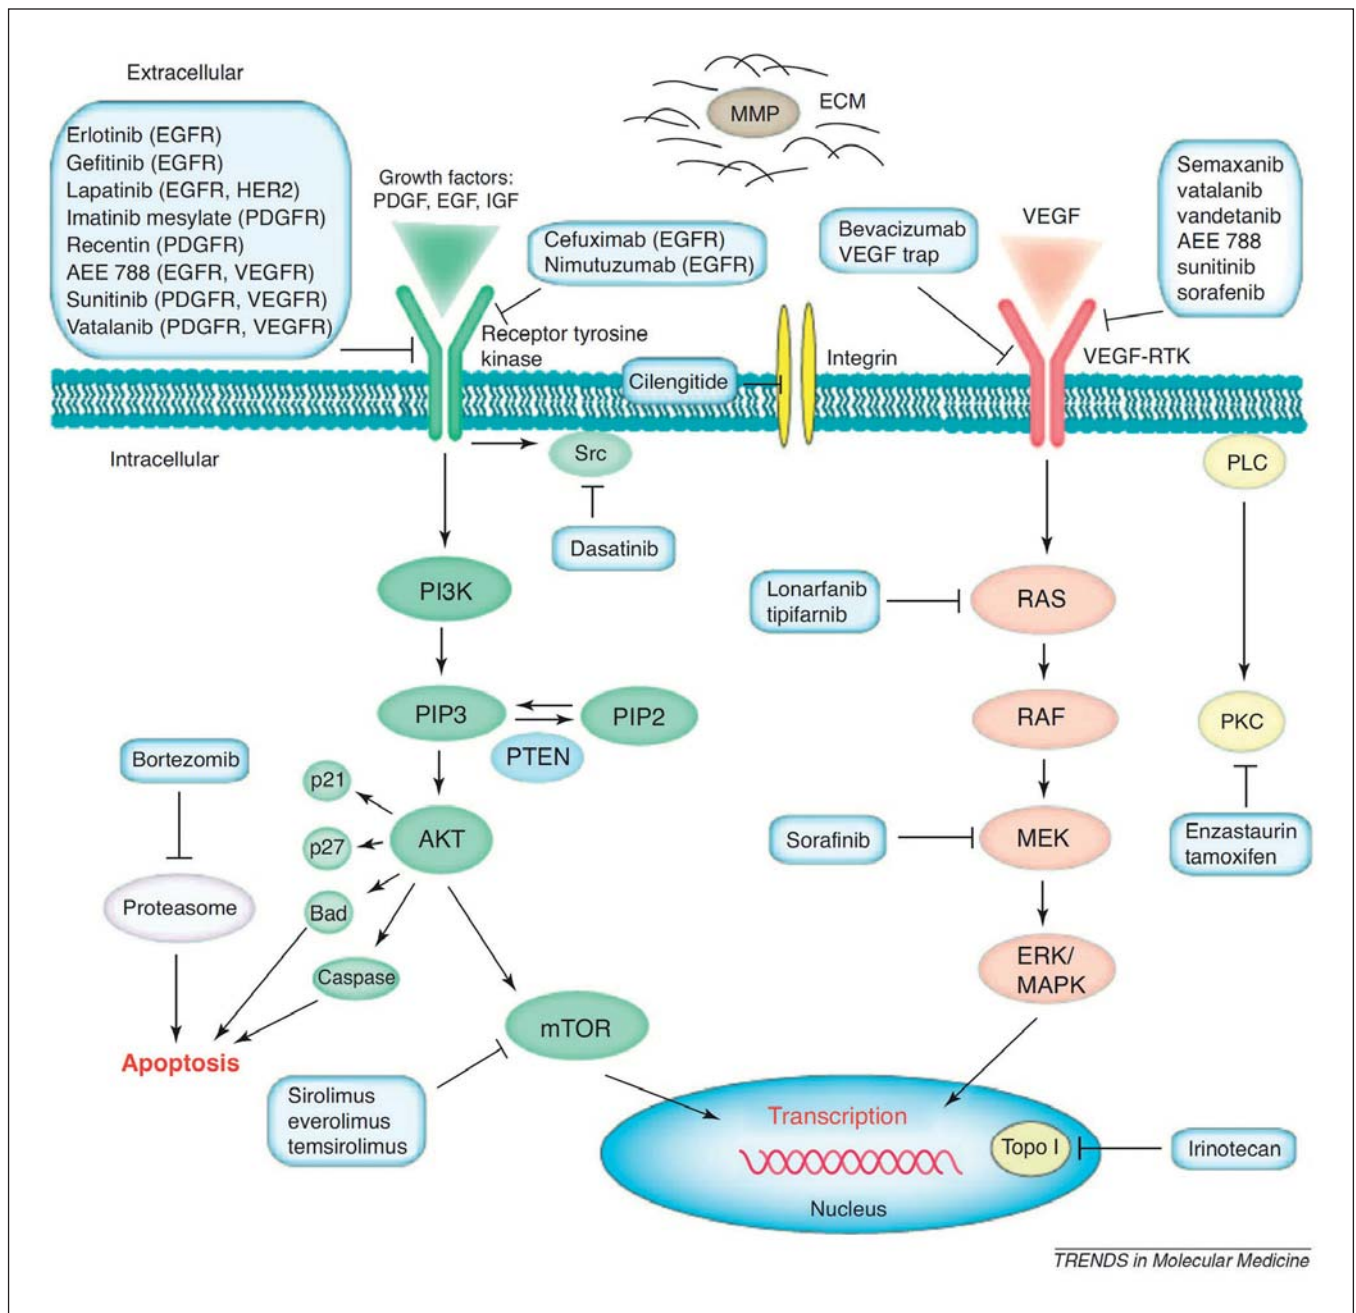 Extracellular
Erlotinib (EGFR)
Gefitinib (EGFR)
Lapatinib (EGFR, HER2)
Imatinib mesylate (PDGFR)
Recentin (PDGFR)
AEE 788 (EGFR, VEGFR)
Sunitinib (PDGFR, VEGFR)
Vatalanib (PDGFR, VEGFR)
Growth factors:
PDGF, EGF, IGF
Cefuximab (EGFR)
Nimutuzumab (EGFR)
Receptor tyrosine
kinase
MMP
ECM
Bevacizumab
VEGF trap
VEGF
Semaxanib
vatalanib
vandetanib
AEE 788
sunitinib
sorafenib
Cilengitide
Integrin
VEGF-RTK
Intracellular
Src
PLC
Dasatinib
PI3K
Lonarfanib
tipifarnib
RAS
PIP3
PIP2
PTEN
RAF
PKC
Bortezomib
p21
p27
AKT
Sorafinib
MEK
Enzastaurin
tamoxifen
Proteasome
Bad
Caspase
ERK/
MAPK
mTOR
Apoptosis
Sirolimus
everolimus
temsirolimus
Transcription
Topo I
Irinotecan
Nucleus
TRENDS in Molecular Medicine